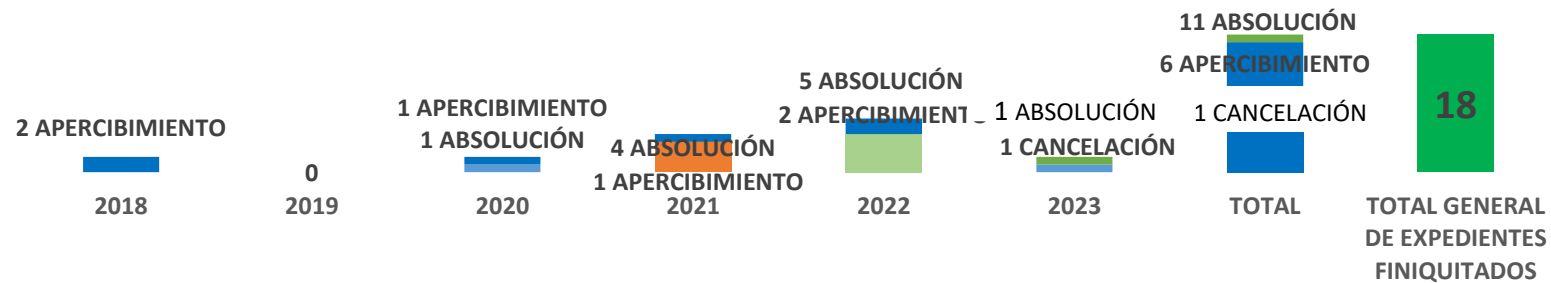 2 APERCIBIMIENTO
2018
0
2019
1 APERCIBIMIENTO
1 ABSOLUCIÓN
2020
4 ABSOLUCIÓN
1 APERCIBIMIENTO
2021
5 ABSOLUCIÓN
2 APERCIBIMIENTO
2022
1 ABSOLUCIÓN
1 CANCELACIÓN
2023
11 ABSOLUCIÓN
6 APERCIBIMIENTO
1 CANCELACIÓN
TOTAL
18
TOTAL GENERAL
DE EXPEDIENTES
FINIQUITADOS